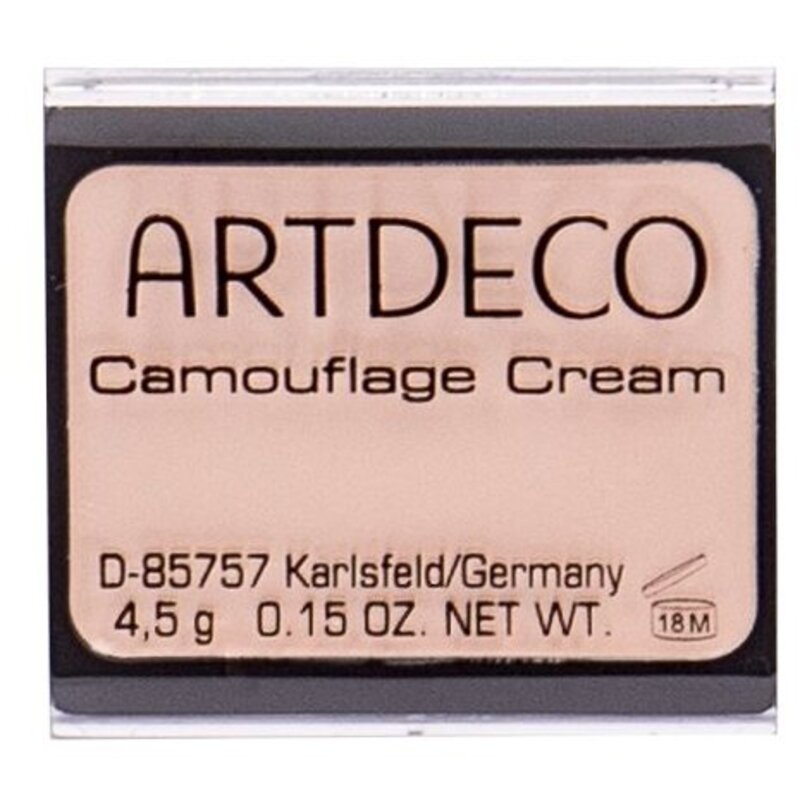 ARTDECO
Camouflage Cream
D-85757 Karlsfeld/Germany
4,5 g 0.15 OZ. NET WT.
18M